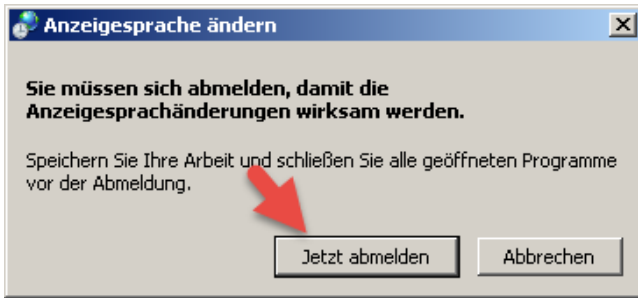 Anzeigesprache ändern
Sie müssen sich abmelden, damit die
Anzeigesprachänderungen wirksam werden.
Speichern Sie Ihre Arbeit und schließen Sie alle geöffneten Programme
vor der Abmeldung.
Jetzt abmelden
Abbrechen